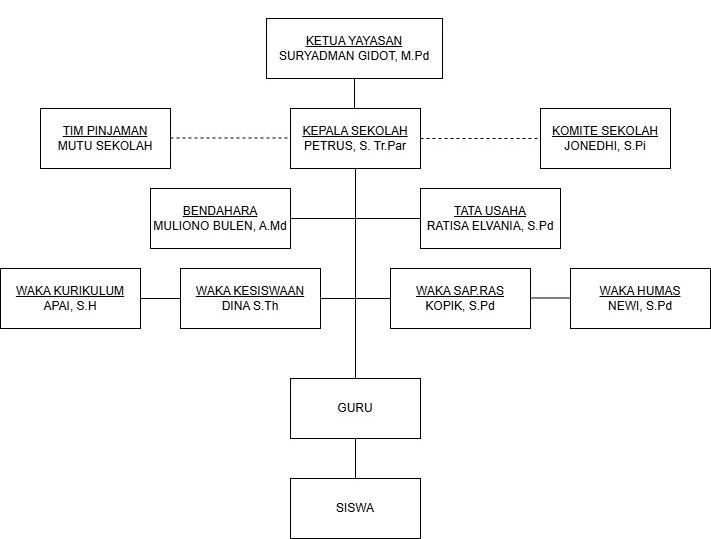 KETUA YAYASAN
SURYADMAN GIDOT, M.Pd
TIM PINJAMAN
MUTU SEKOLAH
KEPALA SEKOLAH
PETRUS, S. Tr.Par
KOMITE SEKOLAH
JONEDHI, S.Pi
BENDAHARA
MULIONO BULEN, A.Md
TATA USAHA
RATISA ELVANIA, S.Pd
WAKA KURIKULUM
APAI, S.H
WAKA KESISWAAN
DINA S.Th
WAKA SAP.RAS
KOPIK, S.Pd
WAKA HUMAS
NEWI, S.Pd
GURU
SISWA